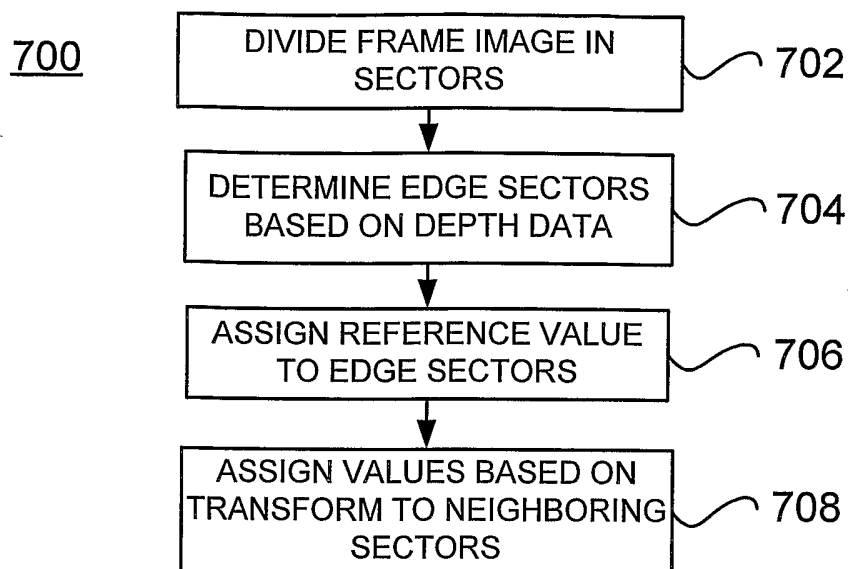 700
DIVIDE FRAME IMAGE IN
SECTORS
702
DETERMINE EDGE SECTORS
BASED ON DEPTH DATA
704
ASSIGN REFERENCE VALUE
TO EDGE SECTORS
706
ASSIGN VALUES BASED ON
TRANSFORM TO NEIGHBORING
SECTORS
708